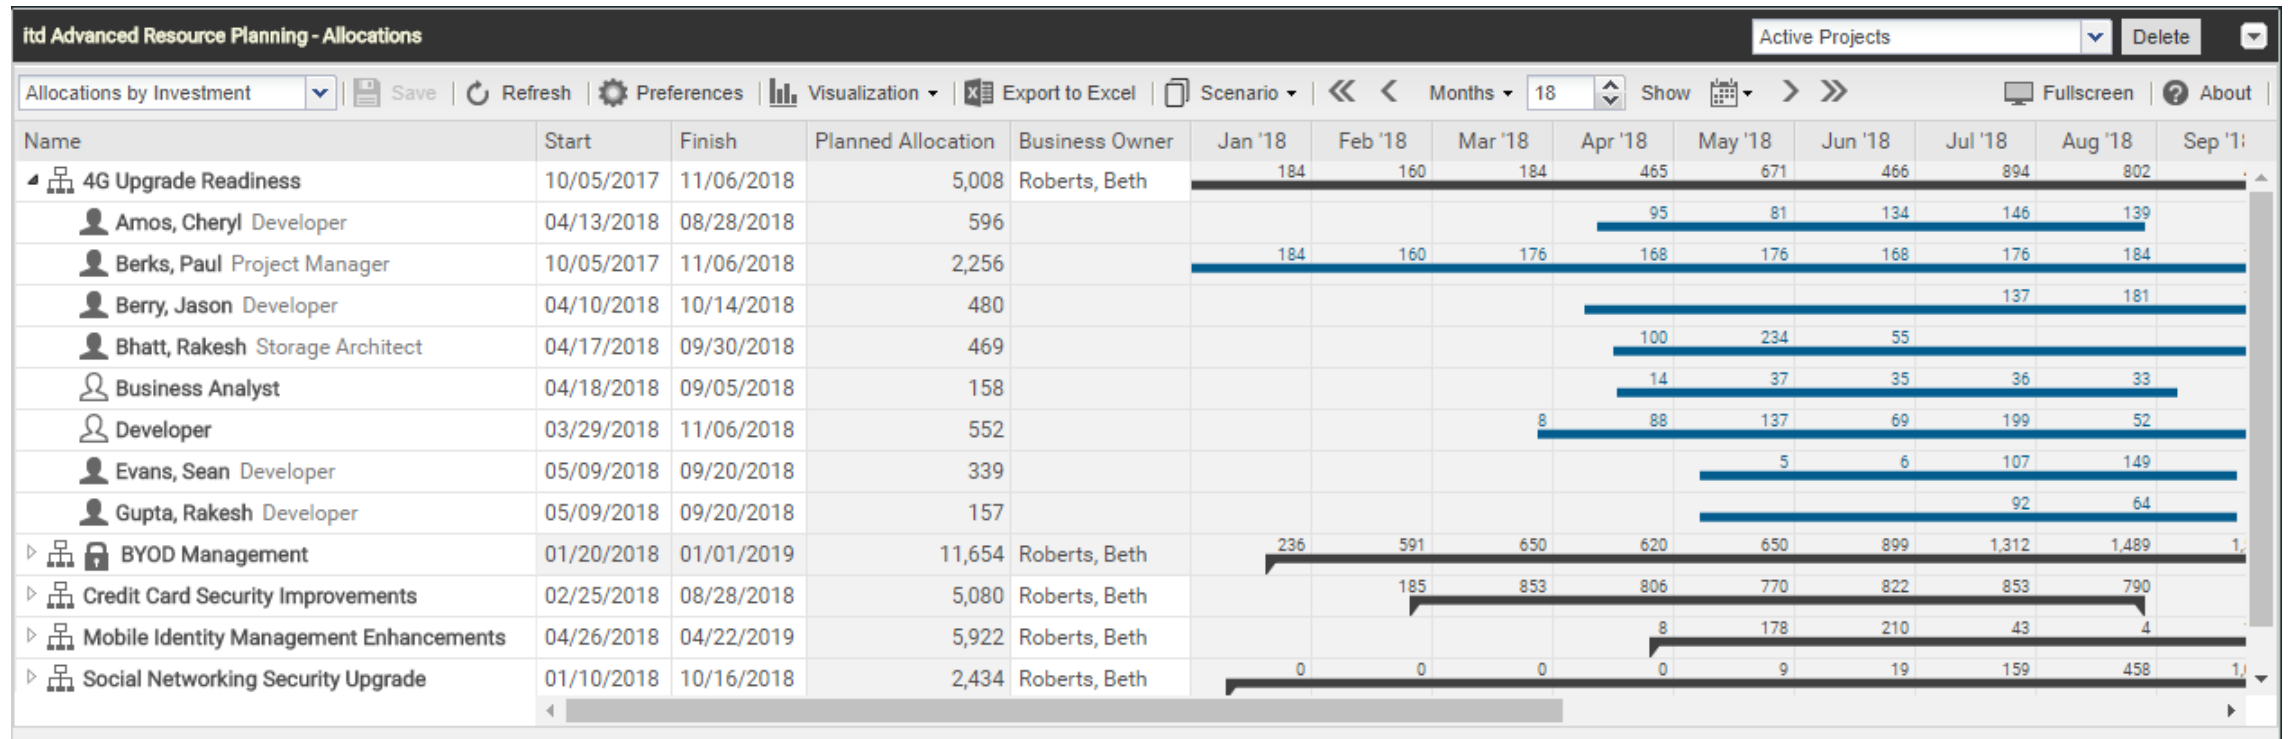 itd Advanced Resource Planning - Allocations Active Projects Delete
Allocations by Investment Save Refresh Preferences Visualization Export to Excel Scenario Months 18 Show Fullscreen About
Name Start Finish Planned Allocation Business Owner Jan '18 Feb '18 Mar '18 Apr '18 May '18 Jun '18 Jul '18 Aug '18 Sep
4G Upgrade Readiness 10/05/2017 11/06/2018 5,008 Roberts, Beth 184 160 184 465 671 466 894 802
Amos, Cheryl Developer 04/13/2018 08/28/2018 596 95 81 134 146 139
Berks, Paul Project Manager 10/05/2017 11/06/2018 2,256 184 160 176 168 176 168 176 184
Berry, Jason Developer 04/10/2018 10/14/2018 480 137 181
Bhatt, Rakesh Storage Architect 04/17/2018 09/30/2018 469 100 234 55
Business Analyst 04/18/2018 09/05/2018 158 14 37 35 36 33
Developer 03/29/2018 11/06/2018 552 8 88 137 69 199 52
Evans, Sean Developer 05/09/2018 09/20/2018 339 5 6 107 149
Gupta, Rakesh Developer 05/09/2018 09/20/2018 157 92 64
BYOD Management 01/20/2018 01/01/2019 11,654 Roberts, Beth 236 591 650 620 650 899 1,312 1,489
Credit Card Security Improvements 02/25/2018 08/28/2018 5,080 Roberts, Beth 185 853 806 770 822 853 790
Mobile Identity Management Enhancements 04/26/2018 04/22/2019 5,922 Roberts, Beth 8 178 210 43 4
Social Networking Security Upgrade 01/10/2018 10/16/2018 2,434 Roberts, Beth 0 0 0 0 9 19 159 458